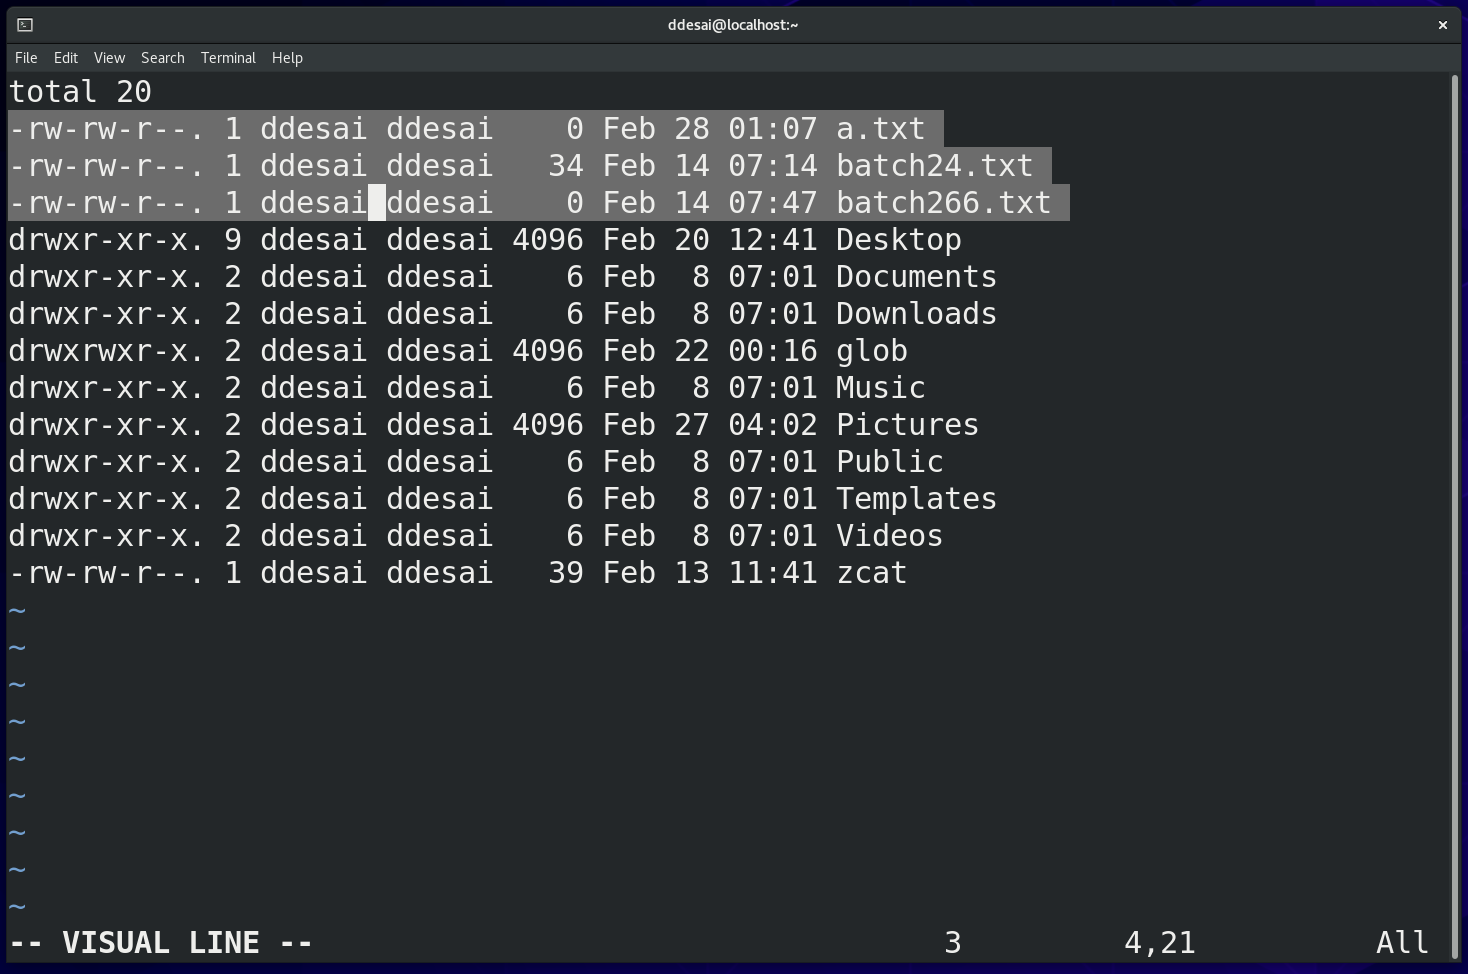 ddesai@localhost:~
×
File Edit View Search Terminal Help
total 20
-rw-rw-r--. 1 ddesai ddesai    0 Feb 28 01:07 a.txt
-rw-rw-r--. 1 ddesai ddesai   34 Feb 14 07:14 batch24.txt
-rw-rw-r--. 1 ddesai ddesai    0 Feb 14 07:47 batch266.txt
drwxr-xr-x. 9 ddesai ddesai 4096 Feb 20 12:41 Desktop
drwxr-xr-x. 2 ddesai ddesai    6 Feb  8 07:01 Documents
drwxr-xr-x. 2 ddesai ddesai    6 Feb  8 07:01 Downloads
drwxrwxr-x. 2 ddesai ddesai 4096 Feb 22 00:16 glob
drwxr-xr-x. 2 ddesai ddesai    6 Feb  8 07:01 Music
drwxr-xr-x. 2 ddesai ddesai 4096 Feb 27 04:02 Pictures
drwxr-xr-x. 2 ddesai ddesai    6 Feb  8 07:01 Public
drwxr-xr-x. 2 ddesai ddesai    6 Feb  8 07:01 Templates
drwxr-xr-x. 2 ddesai ddesai    6 Feb  8 07:01 Videos
-rw-rw-r--. 1 ddesai ddesai   39 Feb 13 11:41 zcat
~
~
~
~
~
~
~
~
~
-- VISUAL LINE -- 3 4,21 All